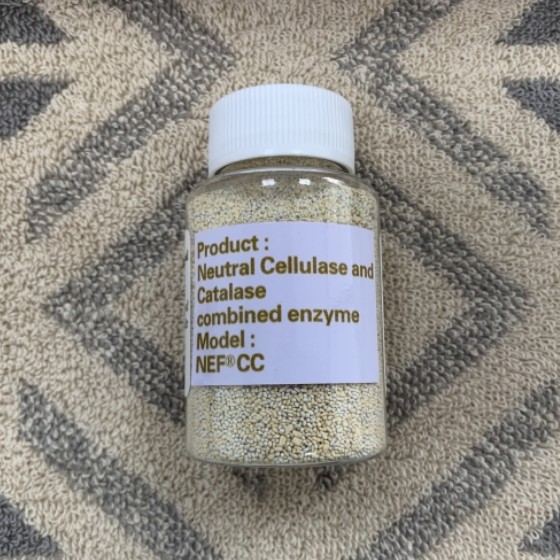 Product :
Neutral Cellulase and
Catalase
combined enzyme
Model :
NEF®CC